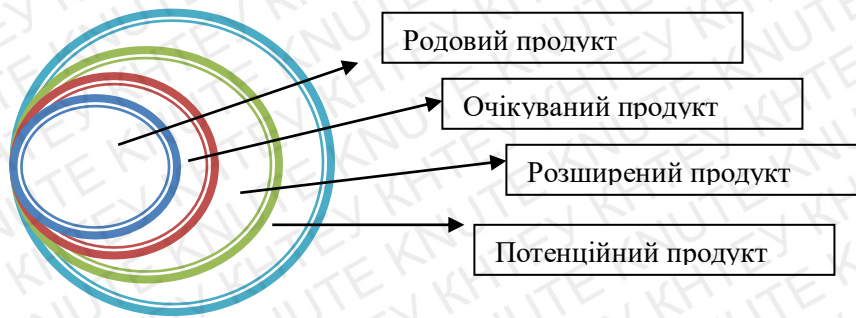 Родовий продукт
Очікуваний продукт
Розширений продукт
Потенційний продукт